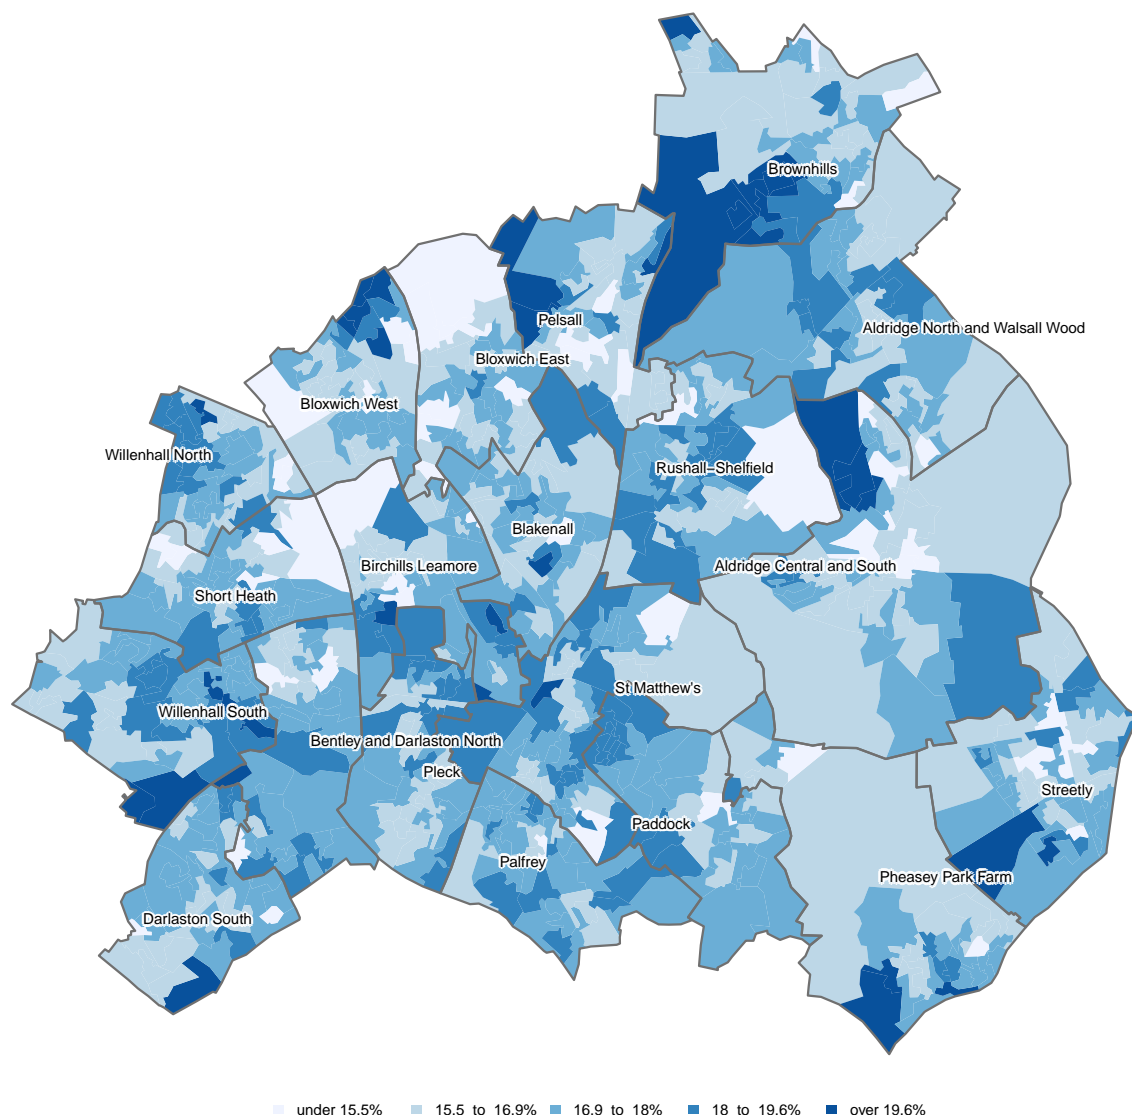 Brownhills
Pelsall
Aldridge North and Walsall Wood
Bloxwich East
Bloxwich West
Willenhall North
Rushall–Shelfield
Blakenall
Birchills Leamore
Aldridge Central and South
Short Heath
St Matthew's
Willenhall South
Bentley and Darlaston North
Pleck
Streetly
Paddock
Palfrey
Pheasey Park Farm
Darlaston South
under 15.5% 15.5 to 16.9% 16.9 to 18% 18 to 19.6% over 19.6%